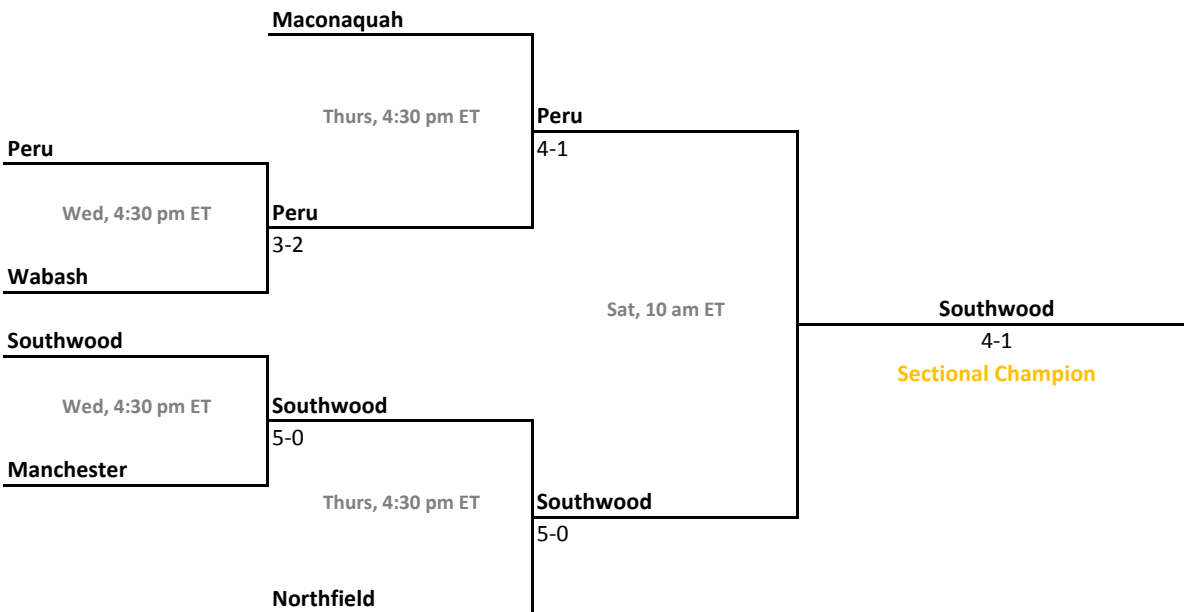 Maconaquah
Thurs, 4:30 pm ET
Peru
4-1
Peru
Wed, 4:30 pm ET
Peru
3-2
Wabash
Sat, 10 am ET
Southwood
4-1
Sectional Champion
Southwood
Wed, 4:30 pm ET
Southwood
5-0
Manchester
Thurs, 4:30 pm ET
Southwood
5-0
Northfield